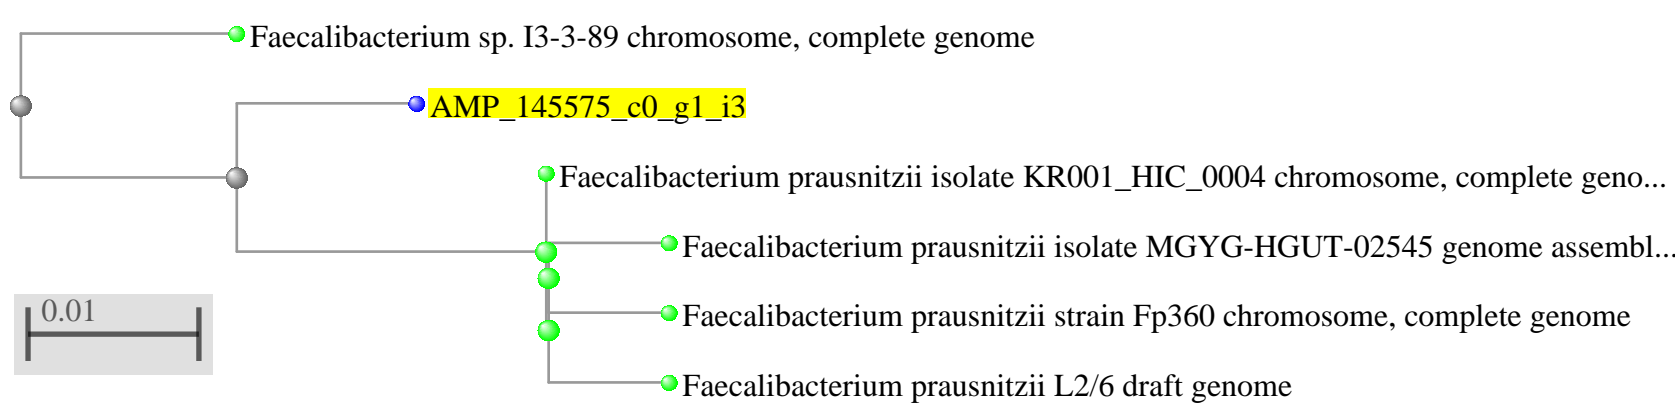 Faecalibacterium sp. I3-3-89 chromosome, complete genome
AMP_145575_c0_g1_i3
Faecalibacterium prausnitzii isolate KR001_HIC_0004 chromosome, complete geno...
Faecalibacterium prausnitzii isolate MGYG-HGUT-02545 genome assembl...
0.01
Faecalibacterium prausnitzii strain Fp360 chromosome, complete genome
Faecalibacterium prausnitzii L2/6 draft genome